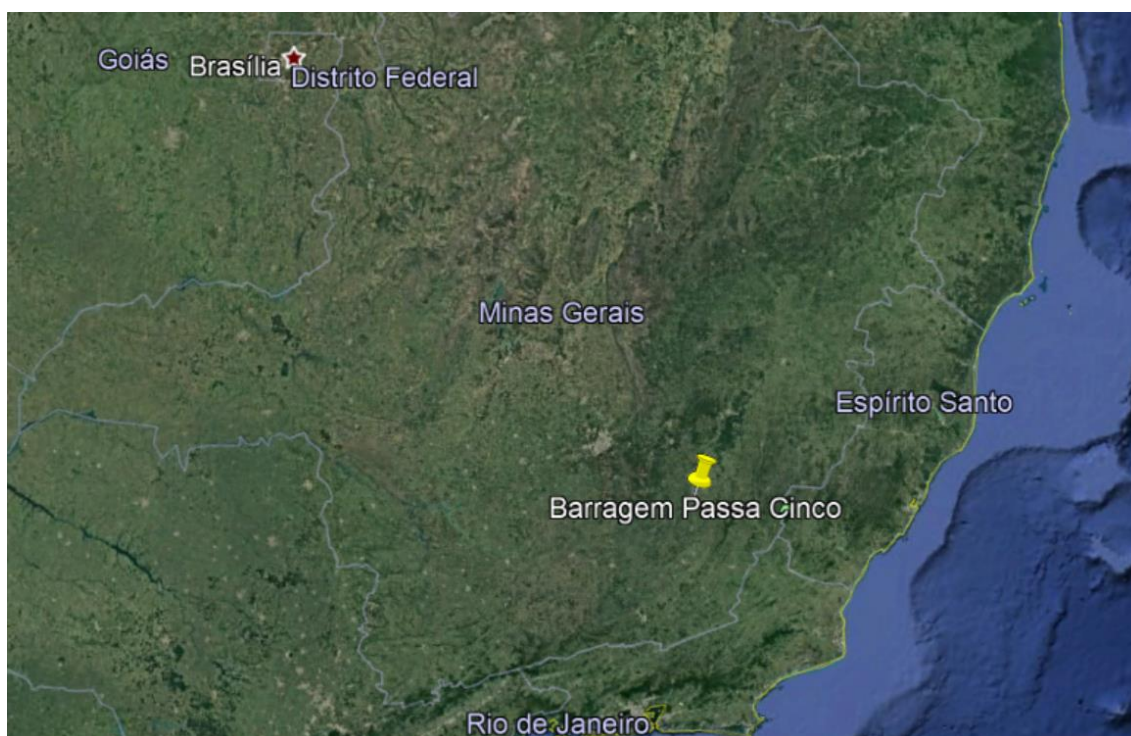 Goiás
Brasília
Distrito Federal
Minas Gerais
Espírito Santo
Barragem Passa Cinco
Rio de Janeiro